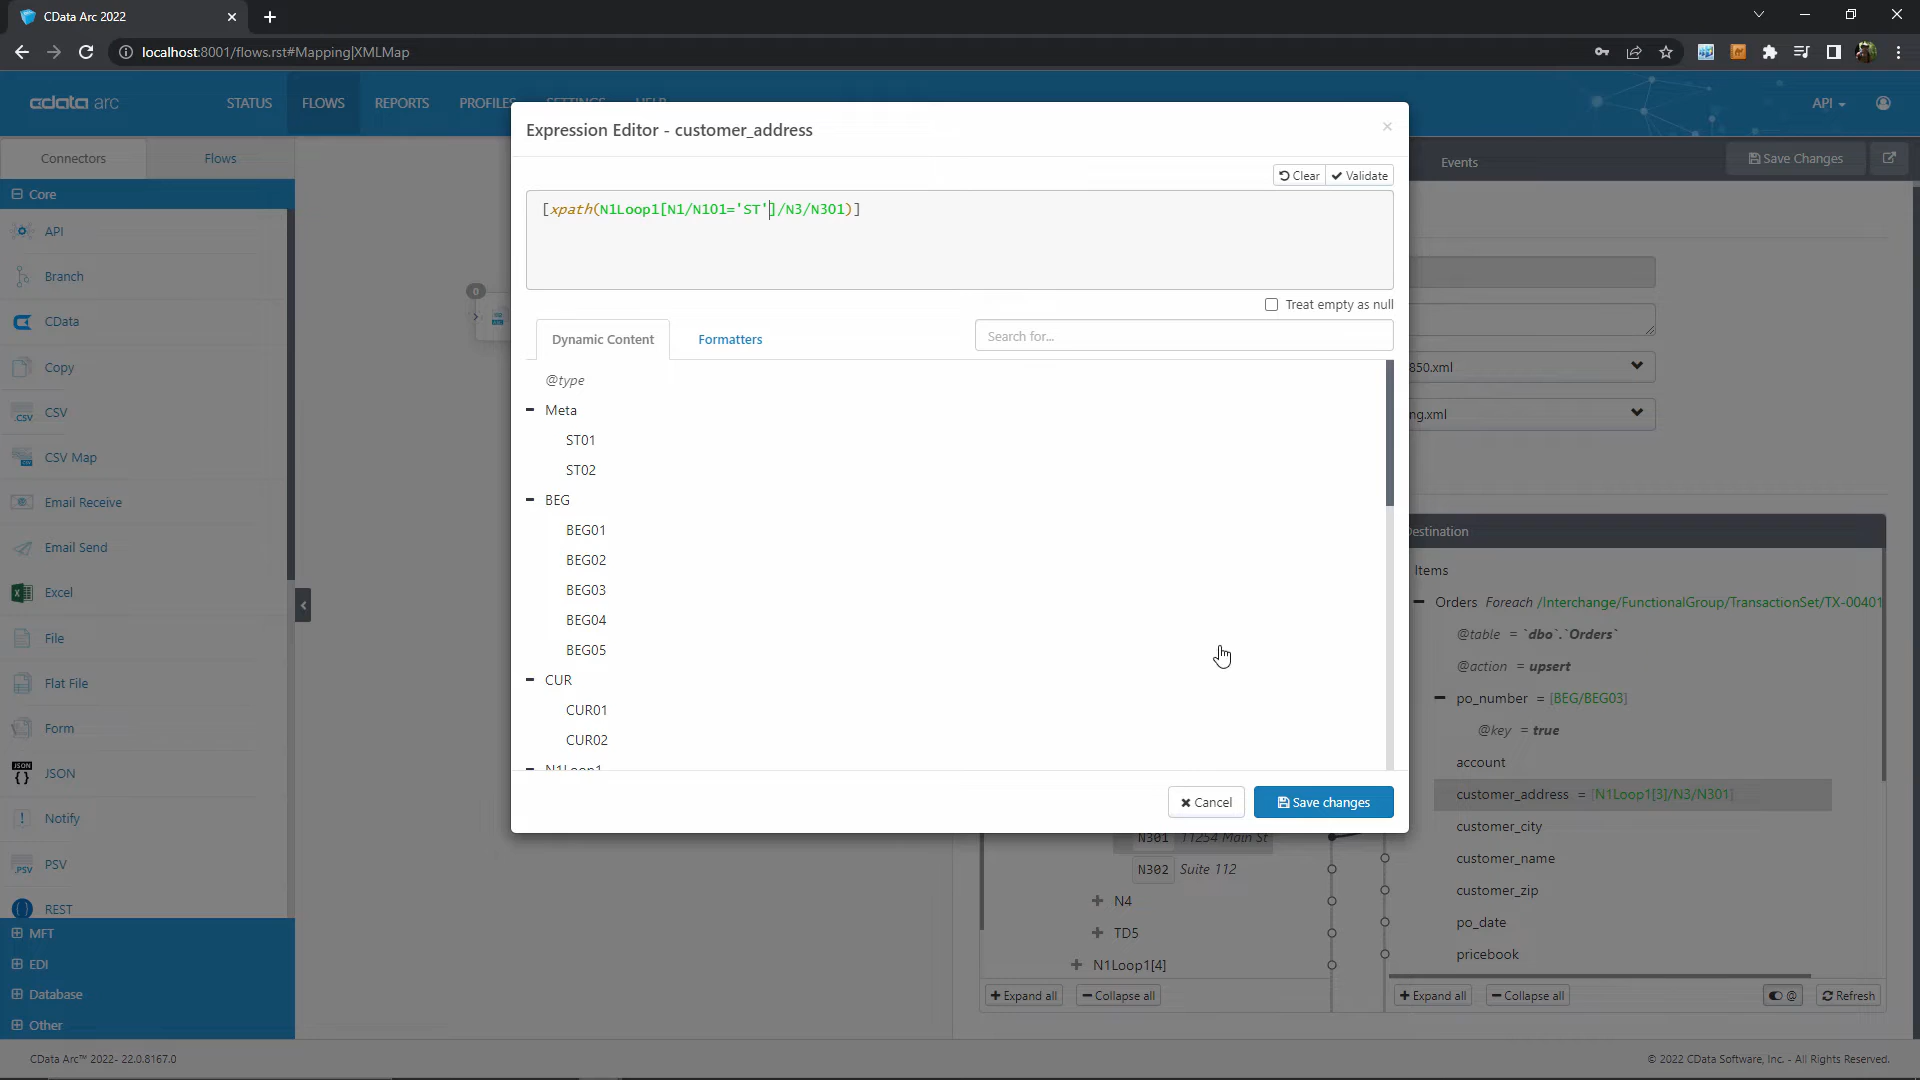 CData Arc 2022
localhost:8001/flows.rst#Mapping|XMLMap
cdata arc
STATUS
FLOWS
REPORTS
PROFILES
SETTINGS
HELP
API
Connectors
Flows
Core
API
Branch
CData
Copy
CSV
CSV Map
Email Receive
Email Send
Excel
File
Flat File
Form
JSON
Notify
PSV
REST
MFT
EDI
Database
Other
0
Expression Editor - customer_address
Clear
Validate
[xpath(N1Loop1[N1/N101='ST']/N3/N301)]
Treat empty as null
Dynamic Content
Formatters
Search for...
@type
Meta
ST01
ST02
BEG
BEG01
BEG02
BEG03
BEG04
BEG05
CUR
CUR01
CUR02
N1Loop1
Cancel
Save changes
Events
Save Changes
850.xml
ng.xml
Destination
Items
Orders Foreach /Interchange/FunctionalGroup/TransactionSet/TX-00401
@table = `dbo`.`Orders`
@action = upsert
po_number = [BEG/BEG03]
@key = true
account
customer_address = [N1Loop1[3]/N3/N301]
customer_city
customer_name
customer_zip
po_date
pricebook
N301 11254 Main St
N302 Suite 112
N4
TD5
N1Loop1[4]
Expand all
Collapse all
Expand all
Collapse all
@
Refresh
CData Arc™ 2022- 22.0.8167.0
© 2022 CData Software, Inc. - All Rights Reserved.